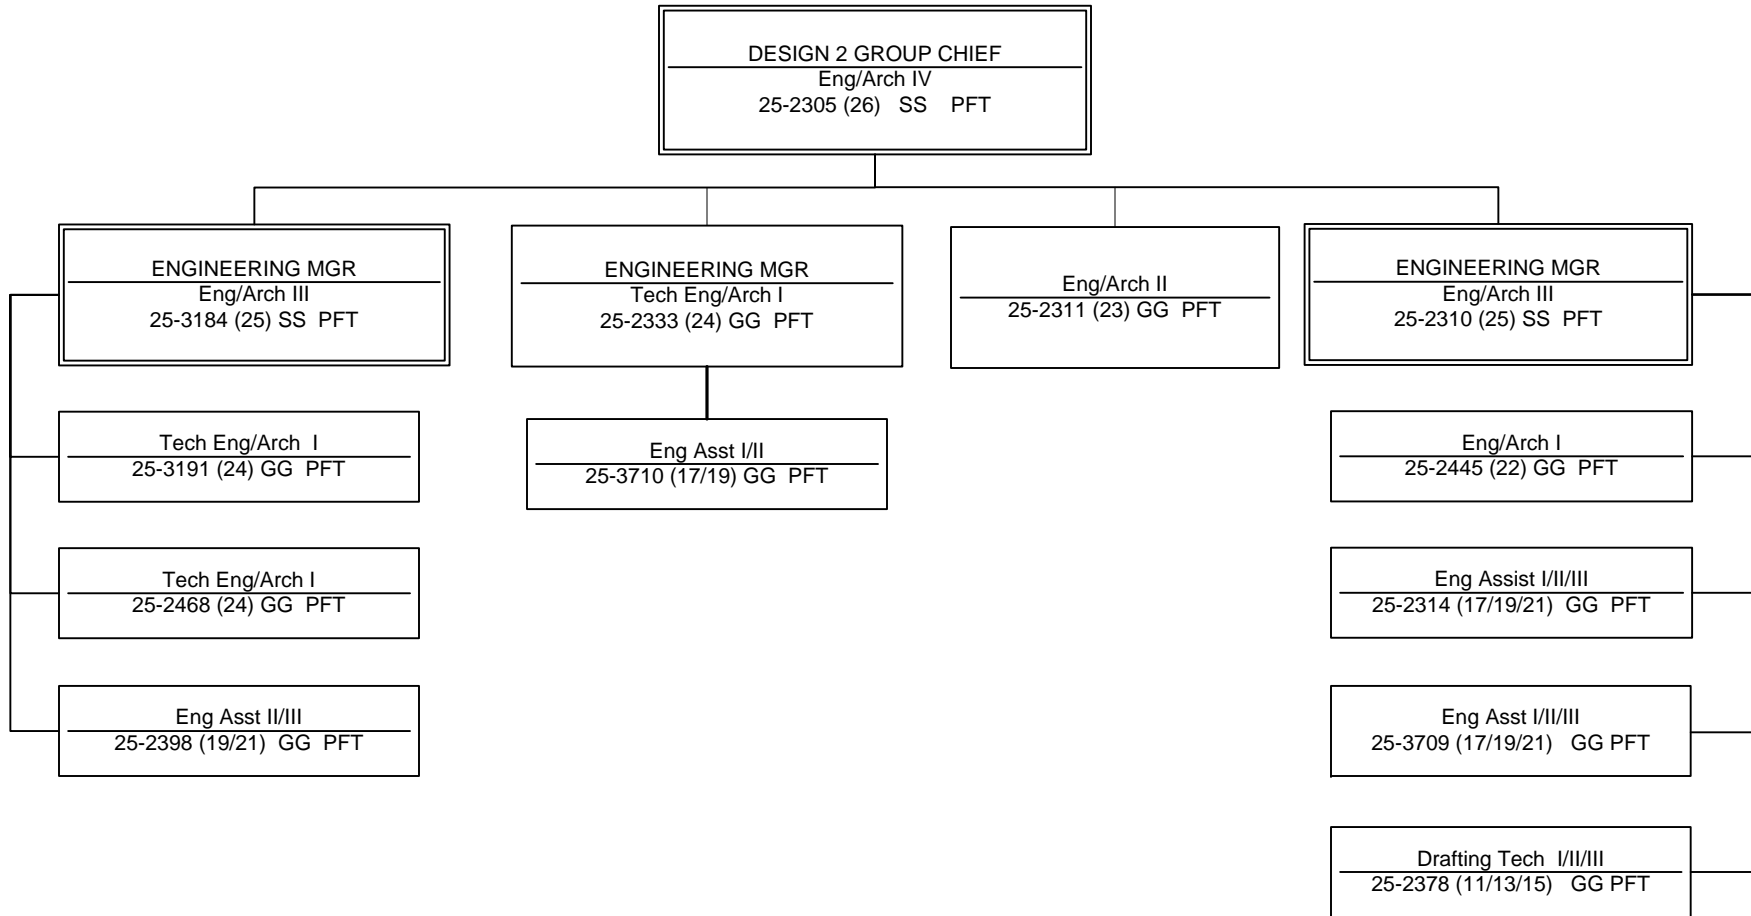 DESIGN 2 GROUP CHIEF
Eng/Arch IV
25-2305 (26) SS PFT
ENGINEERING MGR
Eng/Arch III
25-3184 (25) SS PFT
ENGINEERING MGR
Tech Eng/Arch I
25-2333 (24) GG PFT
Eng/Arch II
25-2311 (23) GG PFT
ENGINEERING MGR
Eng/Arch III
25-2310 (25) SS PFT
Tech Eng/Arch I
25-3191 (24) GG PFT
Tech Eng/Arch I
25-2468 (24) GG PFT
Eng Asst II/III
25-2398 (19/21) GG PFT
Eng Asst I/II
25-3710 (17/19) GG PFT
Eng/Arch I
25-2445 (22) GG PFT
Eng Assist I/II/III
25-2314 (17/19/21) GG PFT
Eng Asst I/II/III
25-3709 (17/19/21) GG PFT
Drafting Tech I/II/III
25-2378 (11/13/15) GG PFT